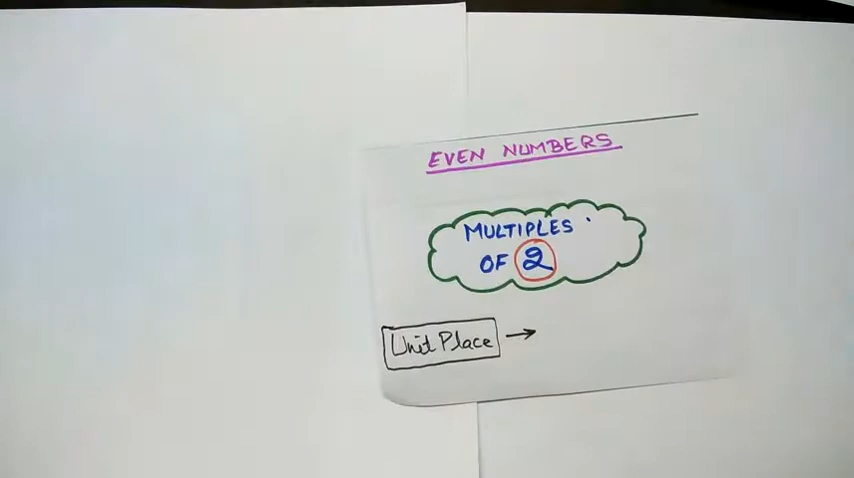 EVEN NUMBERS
MULTIPLES
OF 2
Unit Place →